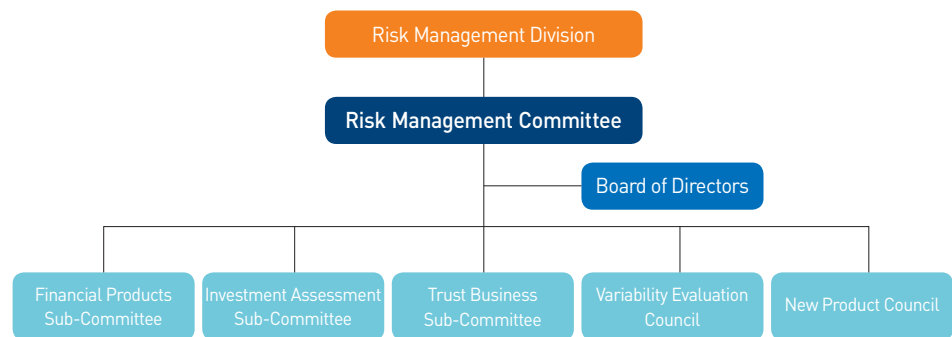 Risk Management Division
Risk Management Committee
Board of Directors
Financial Products
Sub-Committee
Investment Assessment
Sub-Committee
Trust Business
Sub-Committee
Variability Evaluation
Council
New Product Council